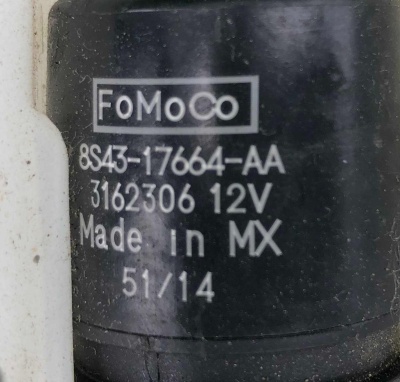 FoMoCo
8S43-17664-AA
3162306 12V
Made in MX
51/14